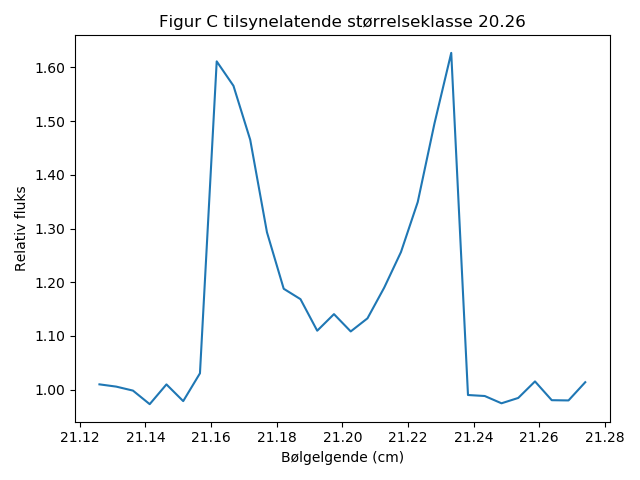 Figur C tilsynelatende størrelseklasse 20.26
Relativ fluks
1.60
1.50
1.40
1.30
1.20
1.10
1.00
21.12 21.14 21.16 21.18 21.20 21.22 21.24 21.26 21.28
Bølgelgende (cm)